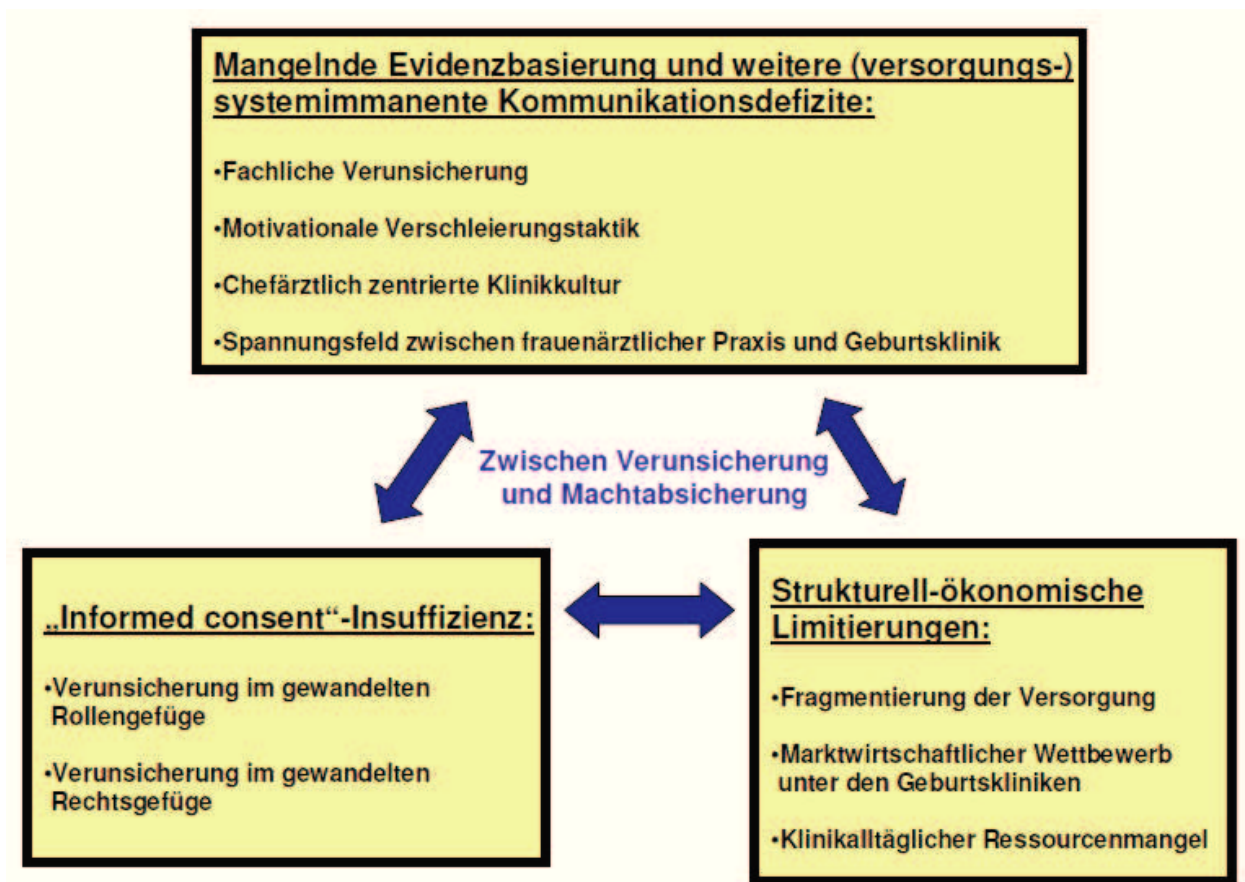 Mangelnde Evidenzbasierung und weitere (versorgungs-)
systemimmanente Kommunikationsdefizite:
•Fachliche Verunsicherung
•Motivationale Verschleierungstaktik
•Chefärztlich zentrierte Klinikkultur
•Spannungsfeld zwischen frauenärztlicher Praxis und Geburtsklinik
Zwischen Verunsicherung
und Machtabsicherung
„Informed consent“-Insuffizienz:
•Verunsicherung im gewandelten
Rollengefüge
•Verunsicherung im gewandelten
Rechtsgefüge
Strukturell-ökonomische
Limitierungen:
•Fragmentierung der Versorgung
•Marktwirtschaftlicher Wettbewerb
unter den Geburtskliniken
•Klinikalltäglicher Ressourcenmangel